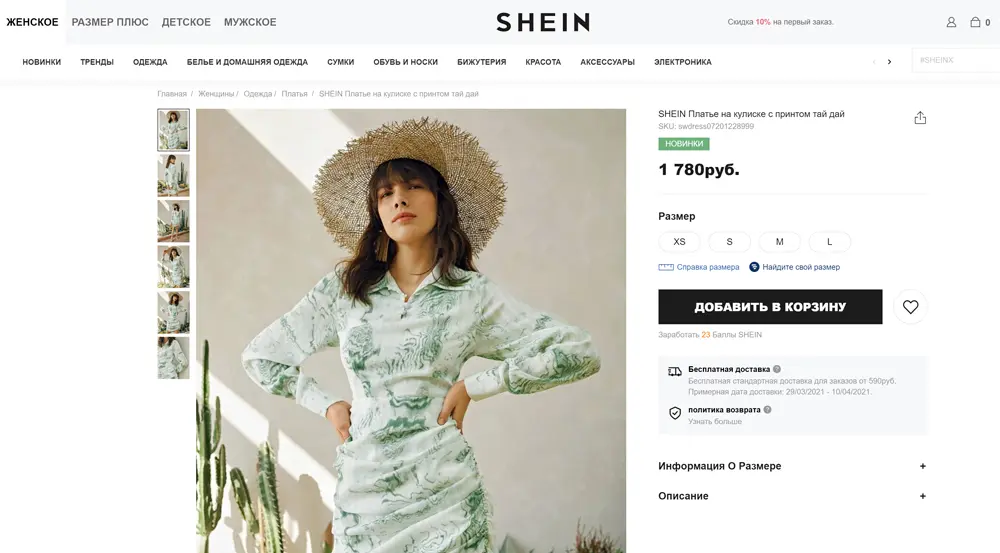 ЖЕНСКОЕ РАЗМЕР ПЛЮС ДЕТСКОЕ МУЖСКОЕ
SHEIN
Скидка 10% на первый заказ.
0
НОВИНКИ ТРЕНДЫ ОДЕЖДА БЕЛЬЕ И ДОМАШНЯЯ ОДЕЖДА СУМКИ ОБУВЬ И НОСКИ БИЖУТЕРИЯ КРАСОТА АКСЕССУАРЫ ЭЛЕКТРОНИКА
#SHEINX
Главная / Женщины / Одежда / Платья / SHEIN Платье на кулиске с принтом тай дай
SHEIN Платье на кулиске с принтом тай дай
SKU: swdress07201228999
НОВИНКИ
1 780руб.
Размер
XS S M L
Справка размера Найдите свой размер
ДОБАВИТЬ В КОРЗИНУ
Заработать 23 Баллы SHEIN
Бесплатная доставка ?
Бесплатная стандартная доставка для заказов от 590руб.
Примерная дата доставки: 29/03/2021 - 10/04/2021.
политика возврата ?
Узнать больше
Информация О Размере +
Описание +